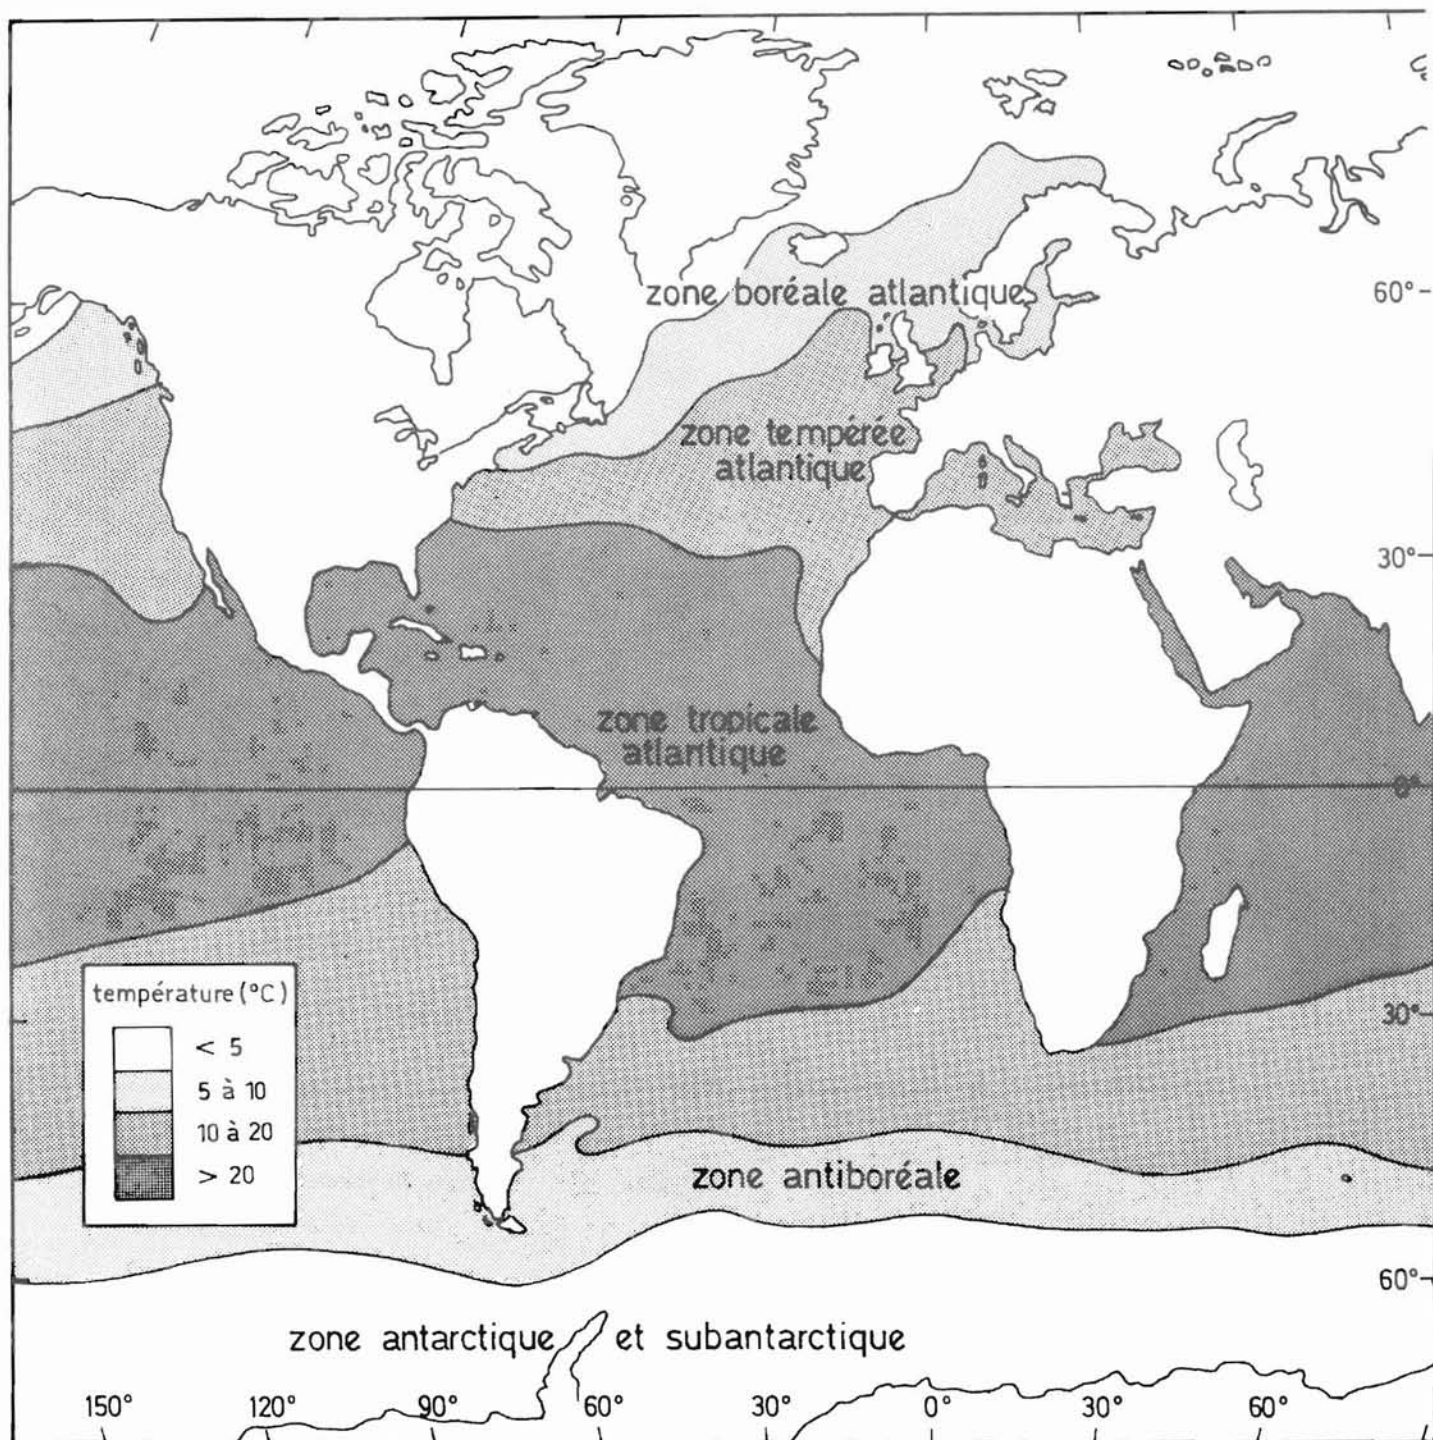 zone boréale atlantique
60°
zone tempérée
atlantique
30°
zone tropicale
atlantique
0°
température (°C)
< 5
5 à 10
10 à 20
> 20
30°
zone antiboréale
60°
zone antarctique et subantarctique
150° 120° 90° 60° 30° 0° 30° 60°